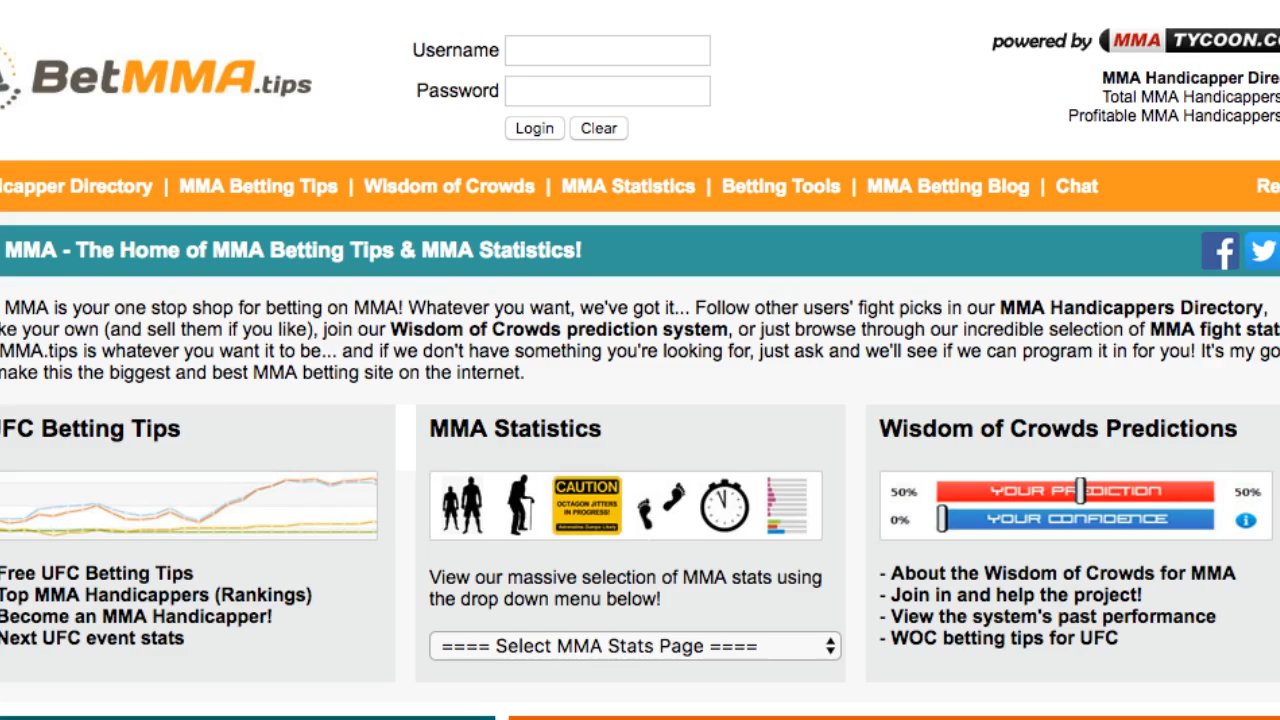 BetMMA.tips
Username
Password
Login Clear
powered by MMA TYCOON.CO
MMA Handicapper Dire
Total MMA Handicappers
Profitable MMA Handicappers
icapper Directory | MMA Betting Tips | Wisdom of Crowds | MMA Statistics | Betting Tools | MMA Betting Blog | Chat Re
MMA - The Home of MMA Betting Tips & MMA Statistics!
MMA is your one stop shop for betting on MMA! Whatever you want, we've got it... Follow other users' fight picks in our MMA Handicappers Directory,
ke your own (and sell them if you like), join our Wisdom of Crowds prediction system, or just browse through our incredible selection of MMA fight stat
MMA.tips is whatever you want it to be... and if we don't have something you're looking for, just ask and we'll see if we can program it in for you! It's my go
make this the biggest and best MMA betting site on the internet.
UFC Betting Tips
Free UFC Betting Tips
Top MMA Handicappers (Rankings)
Become an MMA Handicapper!
Next UFC event stats
MMA Statistics
CAUTION
OCTAGON JITTERS
IN PROGRESS!
Adrenaline Dumps Likely
View our massive selection of MMA stats using
the drop down menu below!
==== Select MMA Stats Page ====
Wisdom of Crowds Predictions
50% YOUR PREDICTION 50%
0% YOUR CONFIDENCE i
- About the Wisdom of Crowds for MMA
- Join in and help the project!
- View the system's past performance
- WOC betting tips for UFC